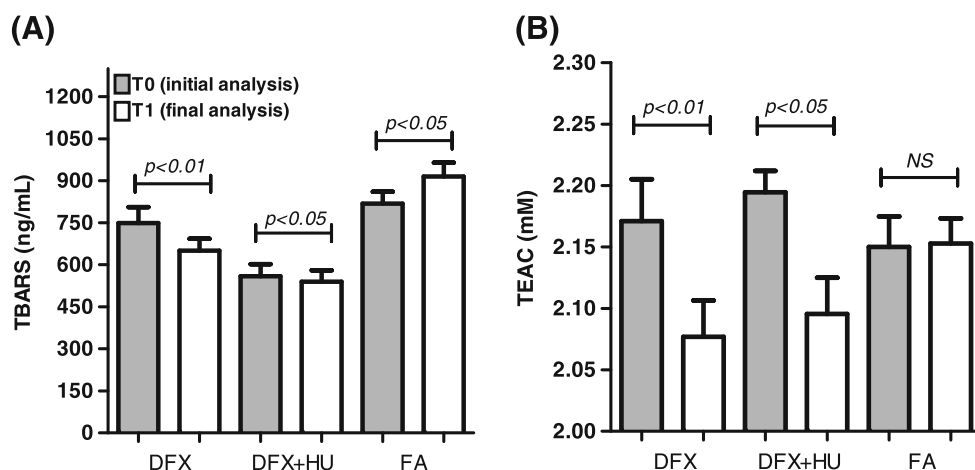 (A)
TBARS (ng/mL)
1200
1050
900
750
600
450
300
150
0
T0 (initial analysis)
T1 (final analysis)
p<0.01
p<0.05
p<0.05
DFX
DFX+HU
FA
(B)
TEAC (mM)
2.30
2.25
2.20
2.15
2.10
2.05
2.00
p<0.01
p<0.05
NS
DFX
DFX+HU
FA